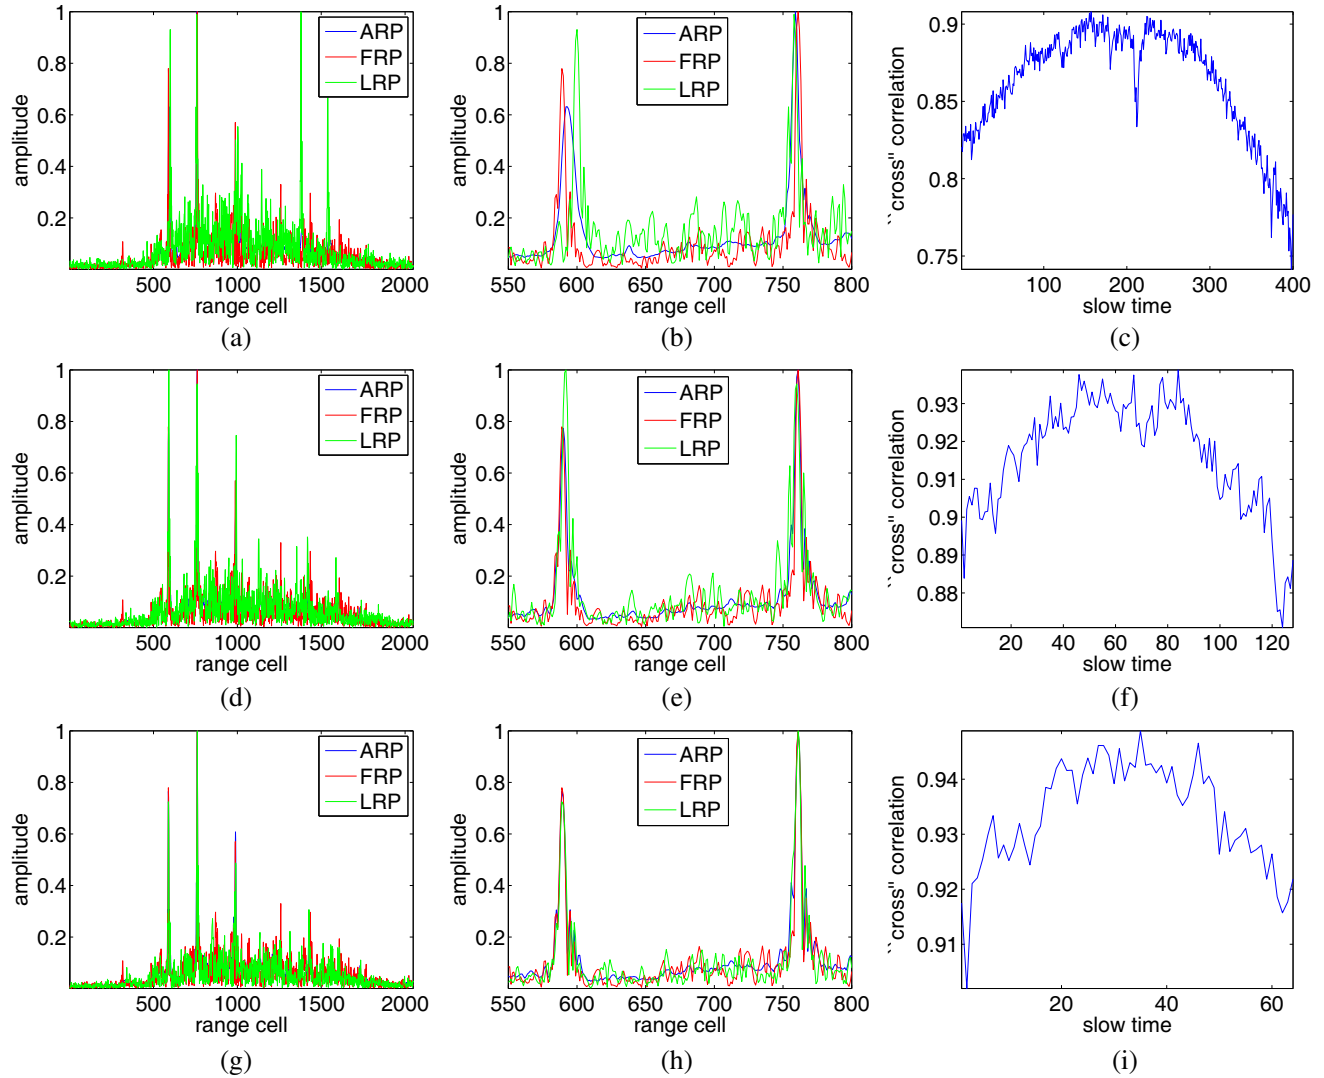 1
0.8
0.6
0.4
0.2
amplitude
ARP
FRP
LRP
500 1000 1500 2000
range cell
(a)
1
0.8
0.6
0.4
0.2
amplitude
ARP
FRP
LRP
550 600 650 700 750 800
range cell
(b)
0.9
0.85
0.8
0.75
``cross'' correlation
100 200 300 400
slow time
(c)
1
0.8
0.6
0.4
0.2
amplitude
ARP
FRP
LRP
500 1000 1500 2000
range cell
(d)
1
0.8
0.6
0.4
0.2
amplitude
ARP
FRP
LRP
550 600 650 700 750 800
range cell
(e)
0.93
0.92
0.91
0.9
0.89
0.88
``cross'' correlation
20 40 60 80 100 120
slow time
(f)
1
0.8
0.6
0.4
0.2
amplitude
ARP
FRP
LRP
500 1000 1500 2000
range cell
(g)
1
0.8
0.6
0.4
0.2
amplitude
ARP
FRP
LRP
550 600 650 700 750 800
range cell
(h)
0.94
0.93
0.92
0.91
``cross'' correlation
20 40 60
slow time
(i)